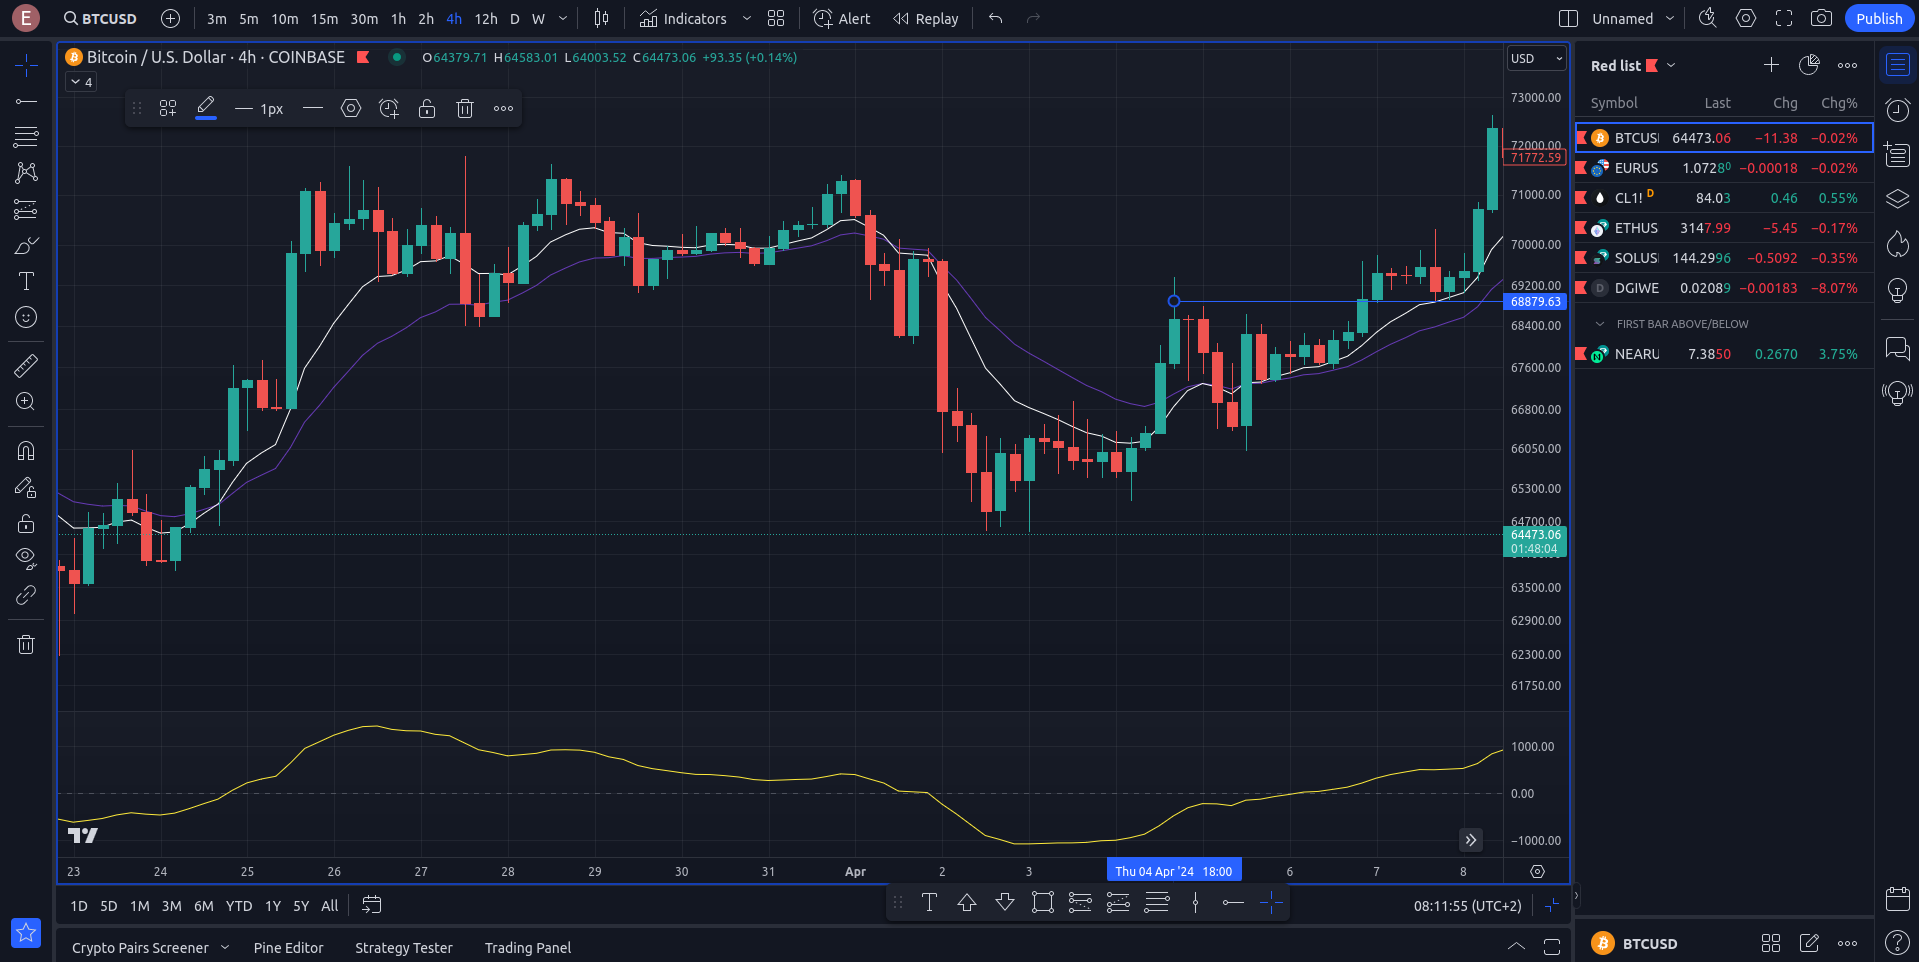 E
BTCUSD
3m 5m 10m 15m 30m 1h 2h 4h 12h D W
Indicators
Alert
Replay
Unnamed
Publish
Bitcoin / U.S. Dollar · 4h · COINBASE
O64379.71 H64583.01 L64003.52 C64473.06 +93.35 (+0.14%)
4
1px
USD
73000.00
72000.00
71772.59
71000.00
70000.00
69200.00
68879.63
68400.00
67600.00
66800.00
66050.00
65300.00
64700.00
64473.06
01:48:04
63500.00
62900.00
62300.00
61750.00
1000.00
0.00
−1000.00
23 24 25 26 27 28 29 30 31 Apr 2 3 Thu 04 Apr '24 18:00 6 7 8
1D 5D 1M 3M 6M YTD 1Y 5Y All
T
08:11:55 (UTC+2)
Crypto Pairs Screener
Pine Editor
Strategy Tester
Trading Panel
Red list
Symbol Last Chg Chg%
BTCUS 64473.06 −11.38 −0.02%
EURUS 1.07280 −0.00018 −0.02%
CL1! D 84.03 0.46 0.55%
ETHUS 3147.99 −5.45 −0.17%
SOLUS 144.2996 −0.5092 −0.35%
D DGIWE 0.02089 −0.00183 −8.07%
FIRST BAR ABOVE/BELOW
NEARU 7.3850 0.2670 3.75%
BTCUSD